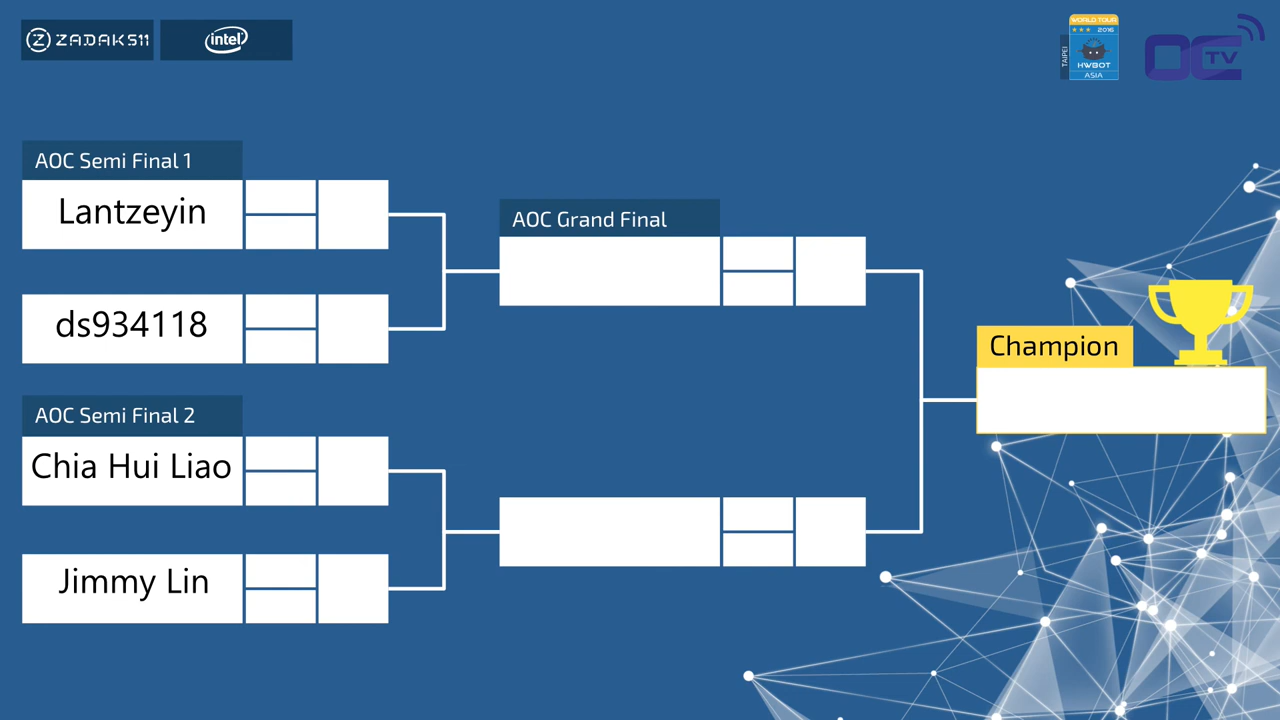 ZADAK511
intel
WORLD TOUR
2016
TAIPEI
HWBOT
ASIA
OC TV
AOC Semi Final 1
Lantzeyin
ds934118
AOC Semi Final 2
Chia Hui Liao
Jimmy Lin
AOC Grand Final
Champion